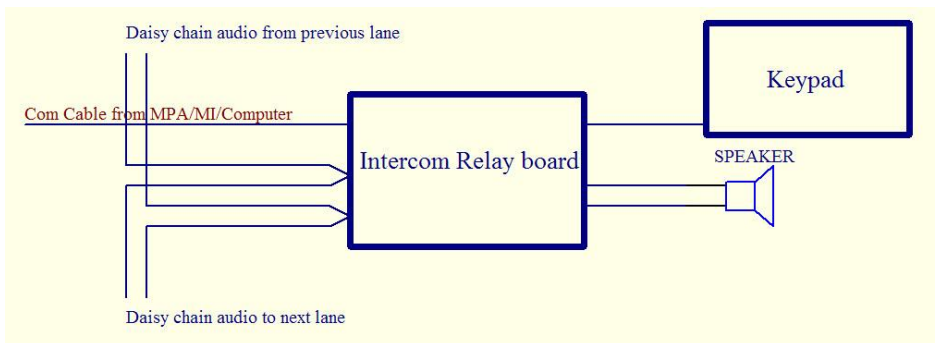 Daisy chain audio from previous lane
Keypad
Com Cable from MPA/MI/Computer
Intercom Relay board
SPEAKER
Daisy chain audio to next lane